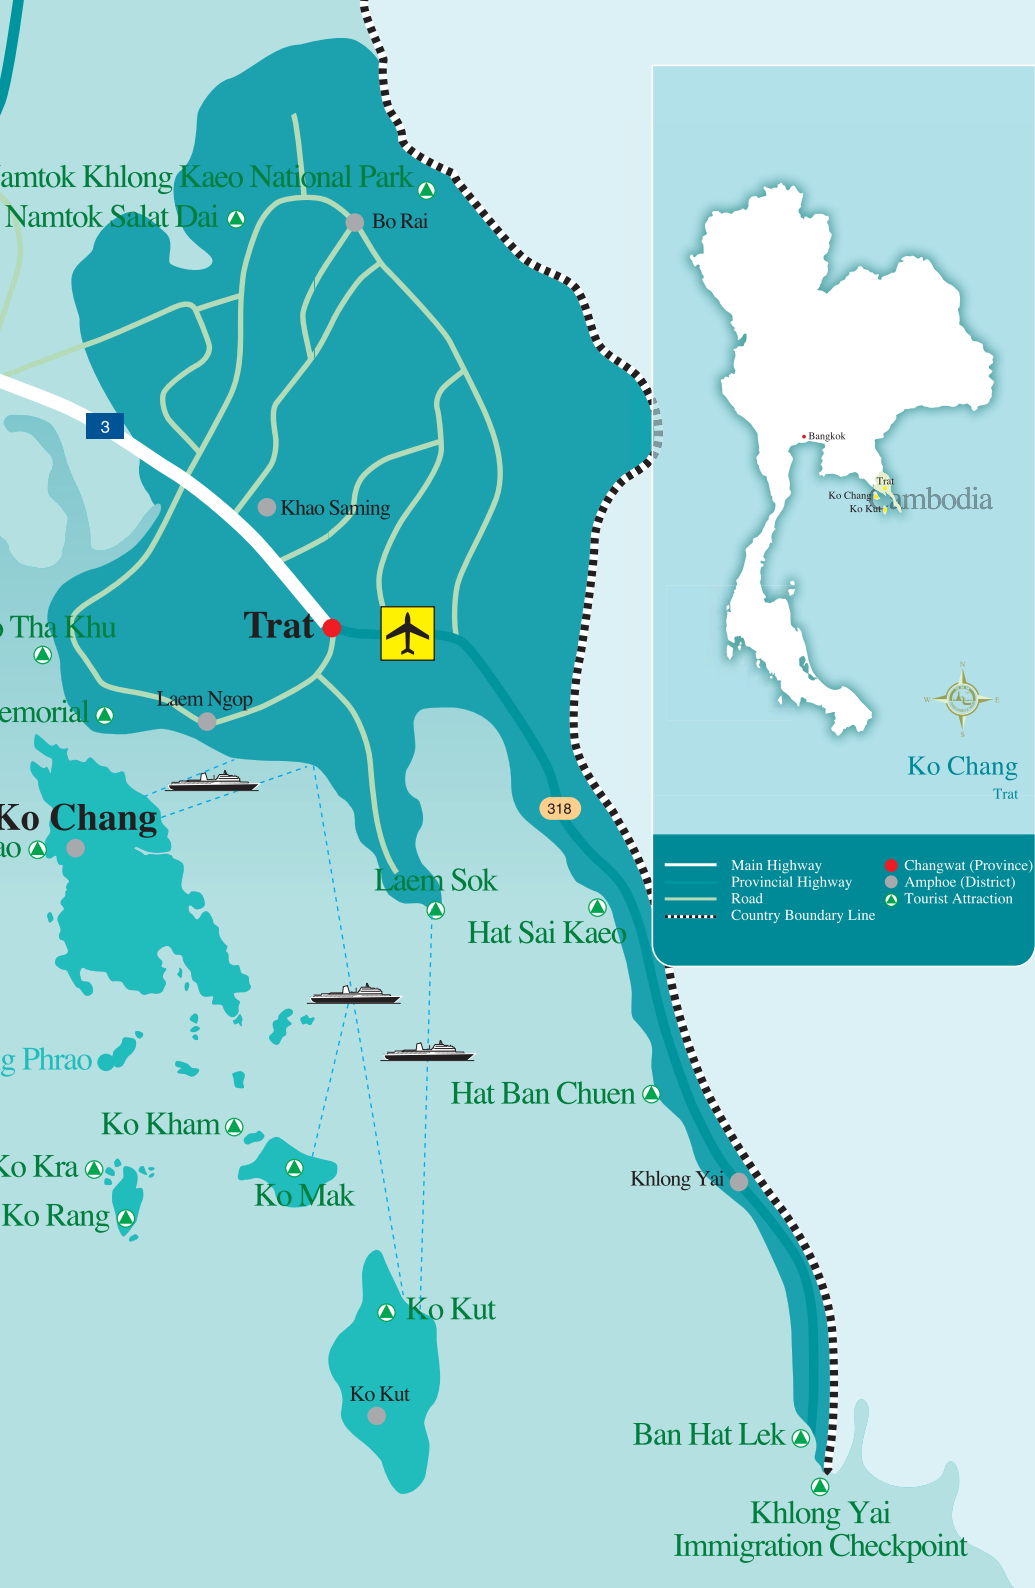 amtok Khlong Kaeo National Park
Namtok Salat Dai
Bo Rai
3
Khao Saming
Tha Khu
Trat
Laem Ngop
emorial
Ko Chang
ao
318
Laem Sok
Hat Sai Kaeo
g Phrao
Hat Ban Chuen
Ko Kham
Ko Kra
Ko Mak
Khlong Yai
Ko Rang
Ko Kut
Ko Kut
Ban Hat Lek
Khlong Yai
Immigration Checkpoint
Bangkok
Trat
Ko Chang
ambodia
Ko Kut
N
W
E
S
Ko Chang
Trat
Main Highway
Provincial Highway
Road
Country Boundary Line
Changwat (Province)
Amphoe (District)
Tourist Attraction